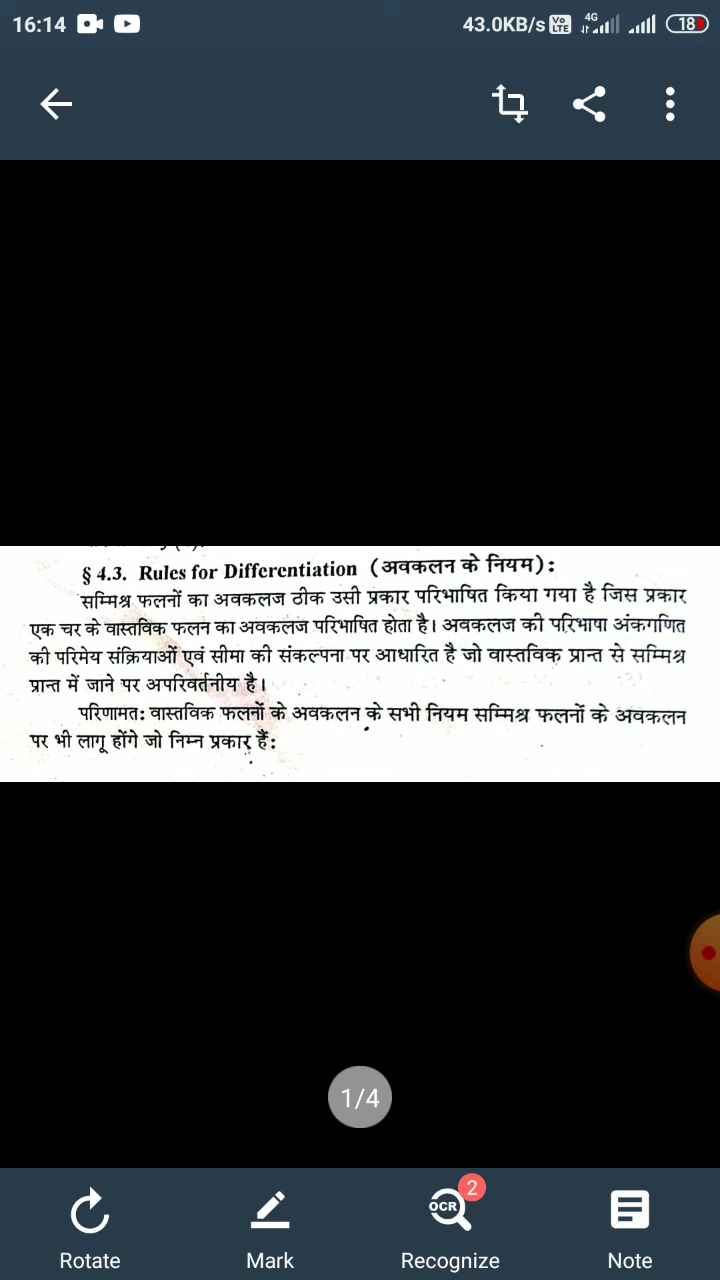 16:14 43.0KB/s Vo LTE 4G 18
§ 4.3. Rules for Differentiation (अवकलन के नियम):
सम्मिश्र फलनों का अवकलज ठीक उसी प्रकार परिभाषित किया गया है जिस प्रकार
एक चर के वास्तविक फलन का अवकलज परिभाषित होता है। अवकलज की परिभाषा अंकगणित
की परिमेय संक्रियाओं एवं सीमा की संकल्पना पर आधारित है जो वास्तविक प्रान्त से सम्मिश्र
प्रान्त में जाने पर अपरिवर्तनीय है।
परिणामत: वास्तविक फलनों के अवकलन के सभी नियम सम्मिश्र फलनों के अवकलन
पर भी लागू होंगे जो निम्न प्रकार हैं:
1/4
OCR 2
Rotate Mark Recognize Note